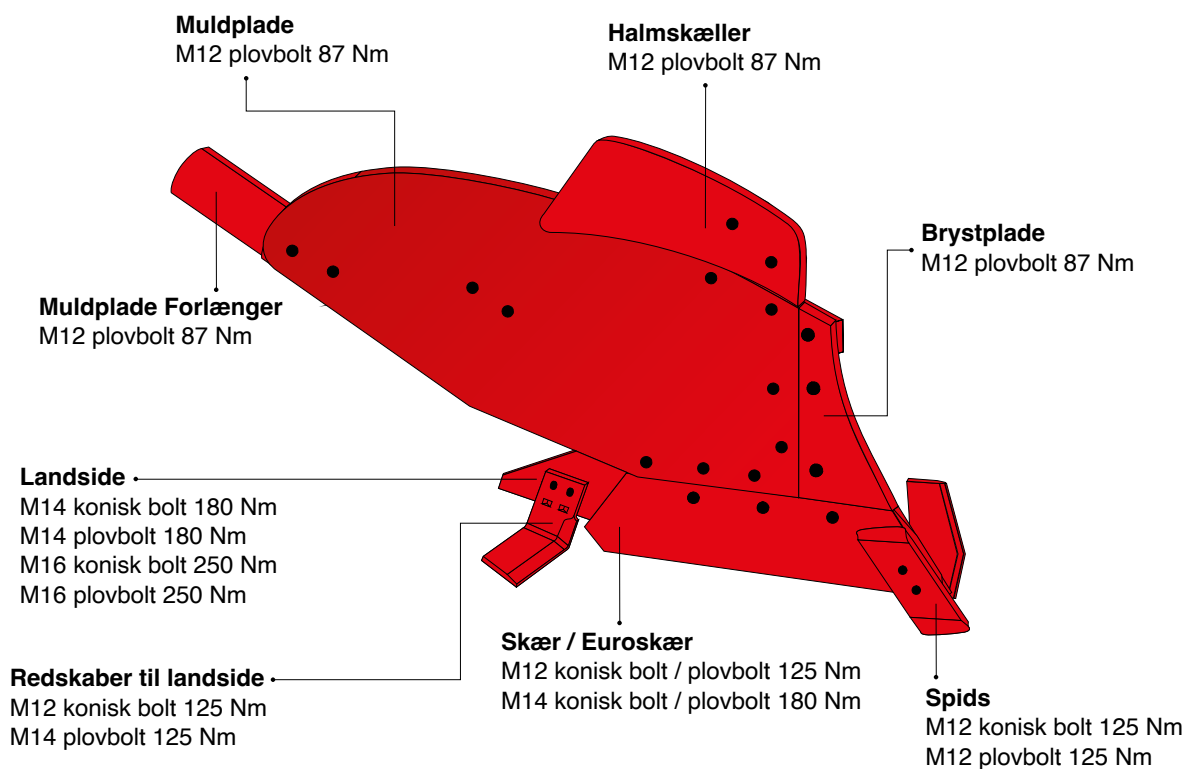 Muldplade
M12 plovbolt 87 Nm
Halmskæller
M12 plovbolt 87 Nm
Brystplade
M12 plovbolt 87 Nm
Muldplade Forlænger
M12 plovbolt 87 Nm
Landside
M14 konisk bolt 180 Nm
M14 plovbolt 180 Nm
M16 konisk bolt 250 Nm
M16 plovbolt 250 Nm
Skær / Euroskær
M12 konisk bolt / plovbolt 125 Nm
M14 konisk bolt / plovbolt 180 Nm
Redskaber til landside
M12 konisk bolt 125 Nm
M14 plovbolt 125 Nm
Spids
M12 konisk bolt 125 Nm
M12 plovbolt 125 Nm